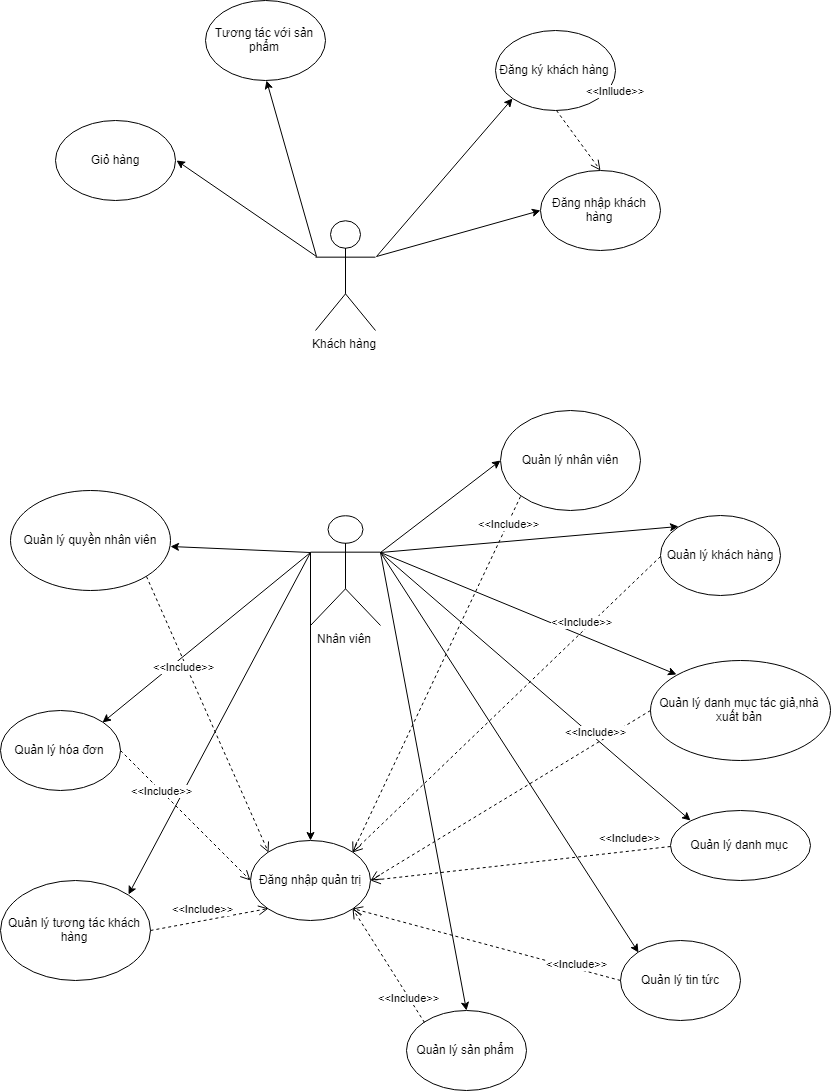 Tương tác với sản
phẩm
Đăng ký khách hàng
<<Inllude>>
Giỏ hàng
Đăng nhập khách
hàng
Khách hàng
Quản lý nhân viên
<<Include>>
Quản lý quyền nhân viên
Quản lý khách hàng
Nhân viên
<<Include>>
<<Include>>
Quản lý danh mục tác giả,nhà
xuất bản
<<Include>>
Quản lý hóa đơn
<<Include>>
<<Include>>
Quản lý danh mục
Đăng nhập quản trị
<<Include>>
Quản lý tương tác khách
hàng
<<Include>>
Quản lý tin tức
<<Include>>
Quản lý sản phẩm